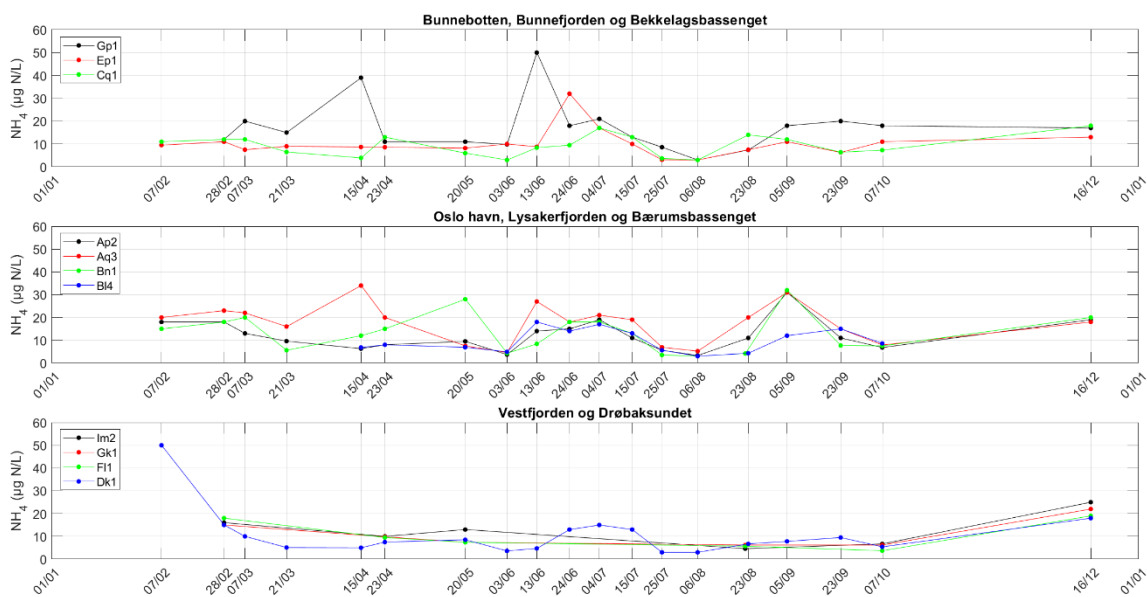 Bunnebotten, Bunnefjorden og Bekkelagsbassenget
NH4 (µg N/L)
60
50
40
30
20
10
0
Gp1
Ep1
Cq1
01/01 07/02 28/02 07/03 21/03 15/04 23/04 20/05 03/06 13/06 24/06 04/07 15/07 25/07 06/08 23/08 05/09 23/09 07/10 16/12 01/01
Oslo havn, Lysakerfjorden og Bærumsbassenget
NH4 (µg N/L)
60
50
40
30
20
10
0
Ap2
Aq3
Bn1
Bl4
01/01 07/02 28/02 07/03 21/03 15/04 23/04 20/05 03/06 13/06 24/06 04/07 15/07 25/07 06/08 23/08 05/09 23/09 07/10 16/12 01/01
Vestfjorden og Drøbaksundet
NH4 (µg N/L)
60
50
40
30
20
10
0
Im2
Gk1
Fl1
Dk1
01/01 07/02 28/02 07/03 21/03 15/04 23/04 20/05 03/06 13/06 24/06 04/07 15/07 25/07 06/08 23/08 05/09 23/09 07/10 16/12 01/01